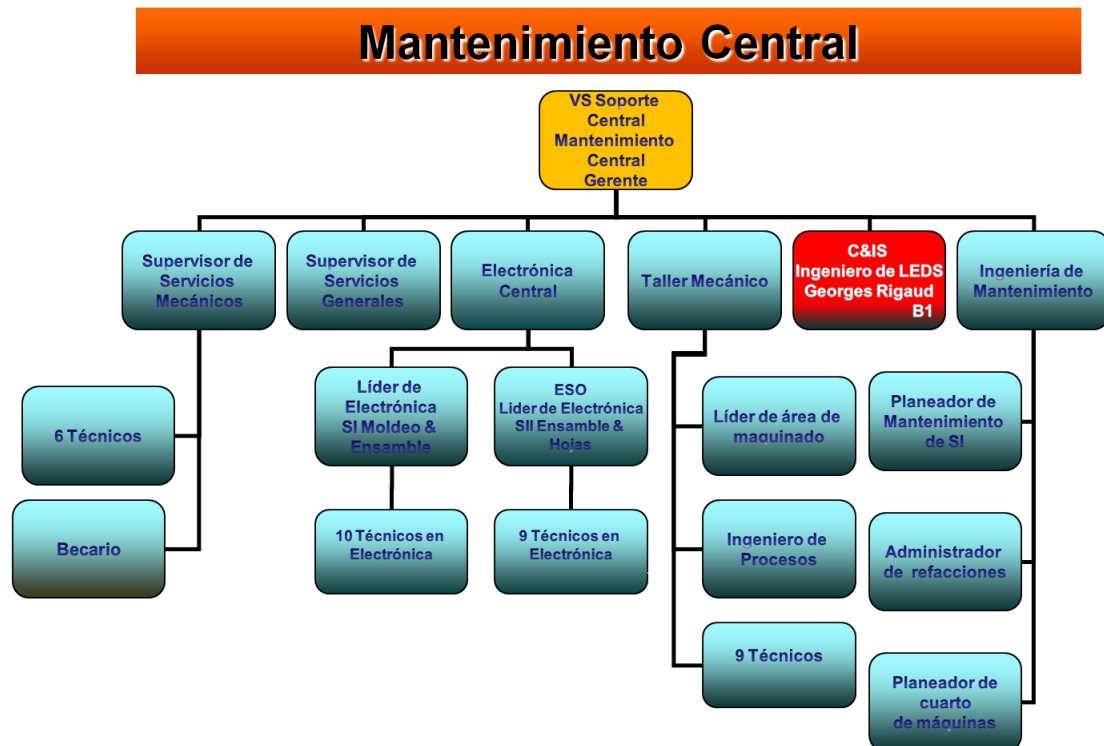 Mantenimiento Central
VS Soporte
Central
Mantenimiento
Central
Gerente
Supervisor de
Servicios
Mecánicos
Supervisor de
Servicios
Generales
Electrónica
Central
Taller Mecánico
C&IS
Ingeniero de LEDS
Georges Rigaud
B1
Ingeniería de
Mantenimiento
6 Técnicos
Becario
Líder de
Electrónica
SI Moldeo &
Ensamble
ESO
Lider de Electrónica
SII Ensamble &
Hojas
10 Técnicos en
Electrónica
9 Técnicos en
Electrónica
Líder de área de
maquinado
Ingeniero de
Procesos
9 Técnicos
Planeador de
Mantenimiento
de SI
Administrador
de refacciones
Planeador de
cuarto
de máquinas